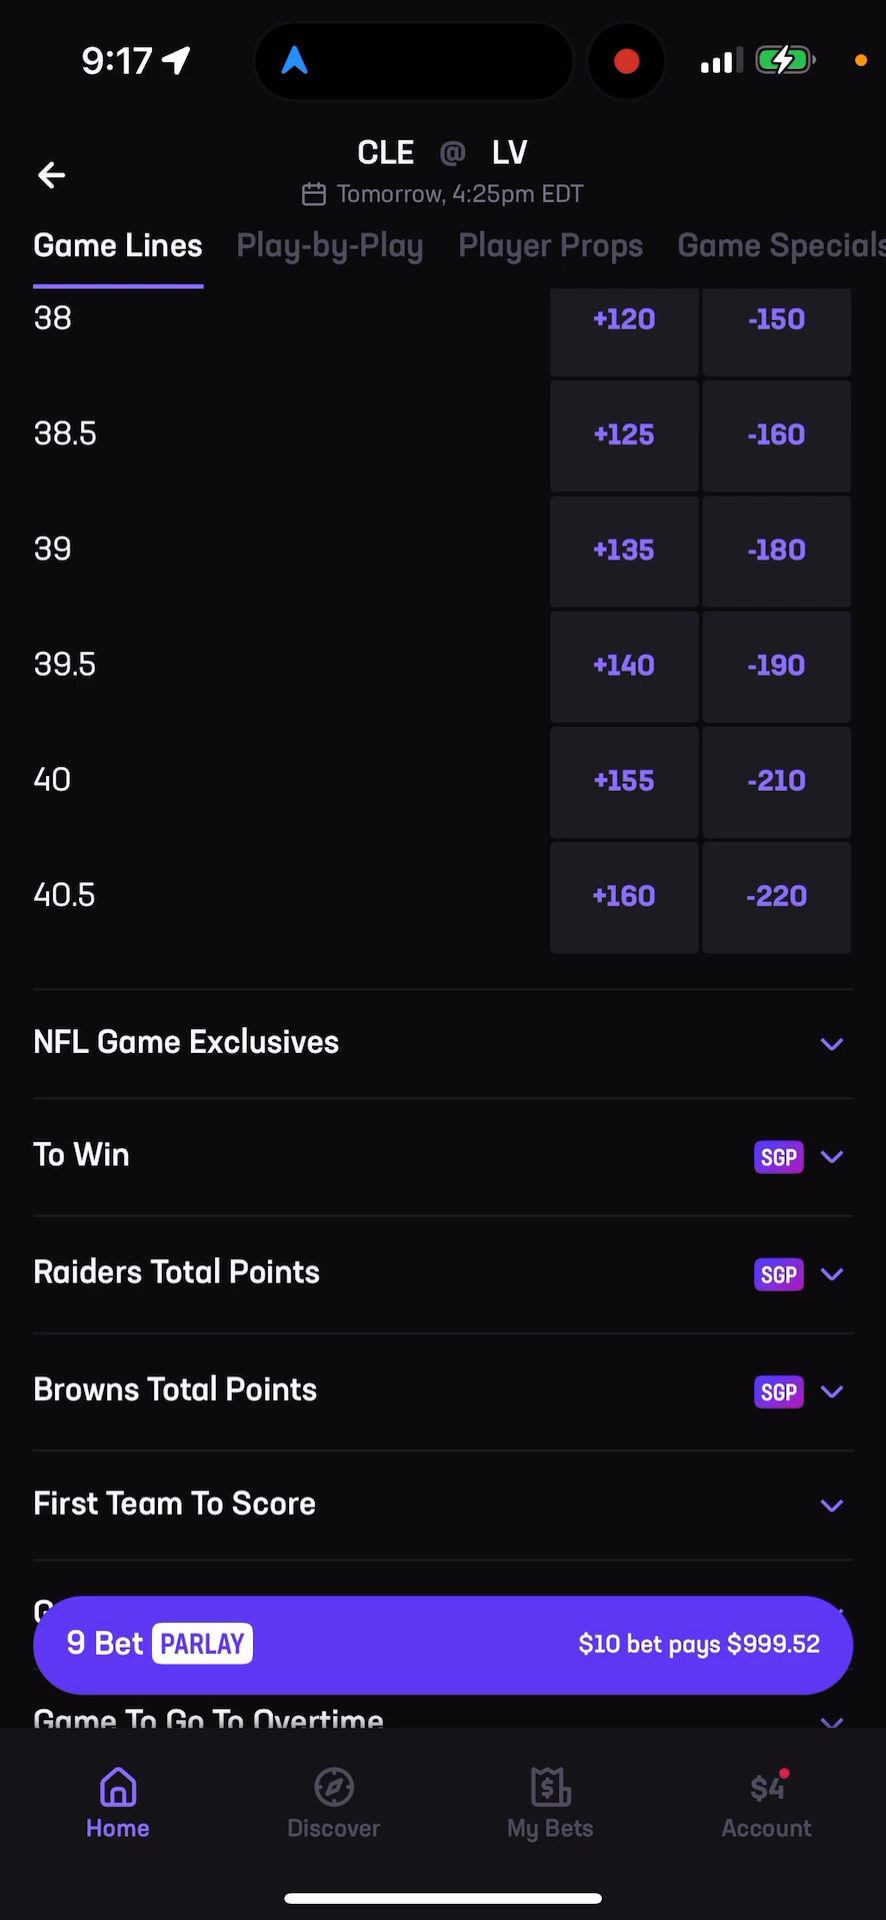 9:17
CLE @ LV
Tomorrow, 4:25pm EDT
Game Lines Play-by-Play Player Props Game Specials
38 +120 -150
38.5 +125 -160
39 +135 -180
39.5 +140 -190
40 +155 -210
40.5 +160 -220
NFL Game Exclusives
To Win SGP
Raiders Total Points SGP
Browns Total Points SGP
First Team To Score
9 Bet PARLAY $10 bet pays $999.52
Game To Go To Overtime
Home Discover My Bets $4 Account